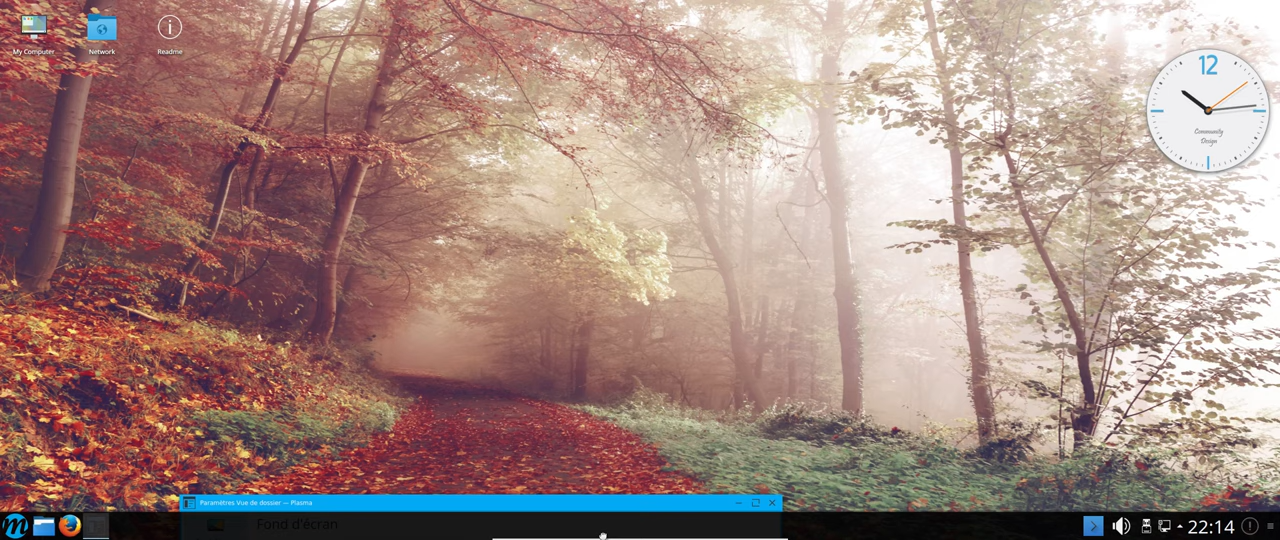 My Computer
Network
Readme
12
Community
Design
Paramètres Vue de dossier — Plasma
Fond d'écran
22:14